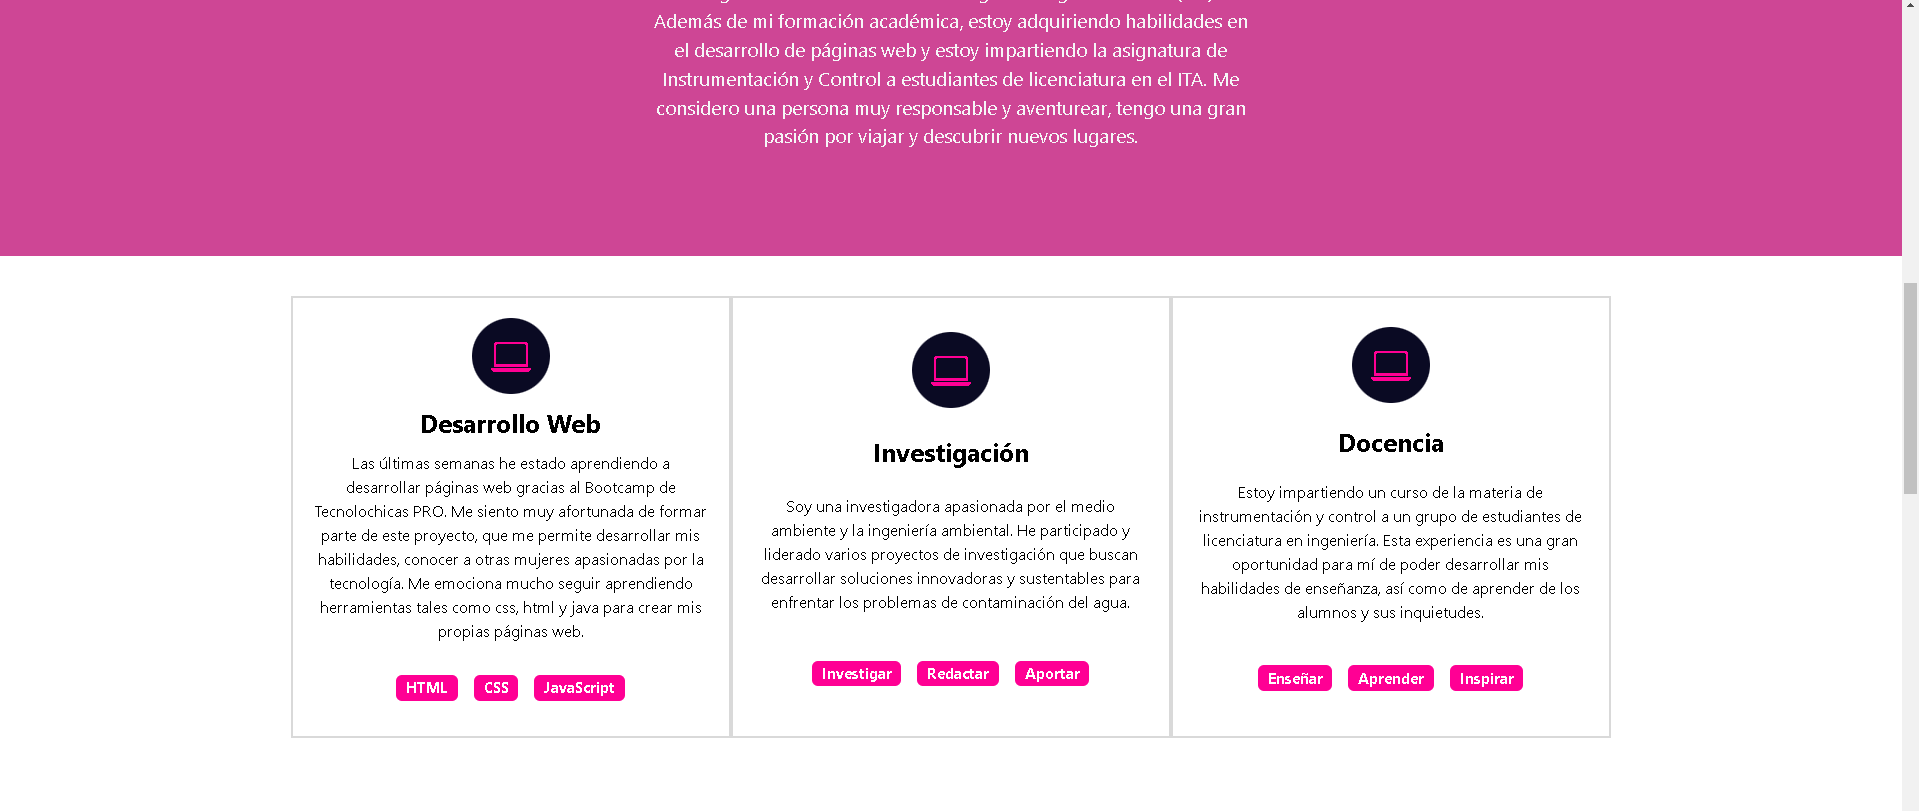 Además de mi formación académica, estoy adquiriendo habilidades en
el desarrollo de páginas web y estoy impartiendo la asignatura de
Instrumentación y Control a estudiantes de licenciatura en el ITA. Me
considero una persona muy responsable y aventurear, tengo una gran
pasión por viajar y descubrir nuevos lugares.
Desarrollo Web
Las últimas semanas he estado aprendiendo a
desarrollar páginas web gracias al Bootcamp de
Tecnolochicas PRO. Me siento muy afortunada de formar
parte de este proyecto, que me permite desarrollar mis
habilidades, conocer a otras mujeres apasionadas por la
tecnología. Me emociona mucho seguir aprendiendo
herramientas tales como css, html y java para crear mis
propias páginas web.
HTML CSS JavaScript
Investigación
Soy una investigadora apasionada por el medio
ambiente y la ingeniería ambiental. He participado y
liderado varios proyectos de investigación que buscan
desarrollar soluciones innovadoras y sustentables para
enfrentar los problemas de contaminación del agua.
Investigar Redactar Aportar
Docencia
Estoy impartiendo un curso de la materia de
instrumentación y control a un grupo de estudiantes de
licenciatura en ingeniería. Esta experiencia es una gran
oportunidad para mí de poder desarrollar mis
habilidades de enseñanza, así como de aprender de los
alumnos y sus inquietudes.
Enseñar Aprender Inspirar